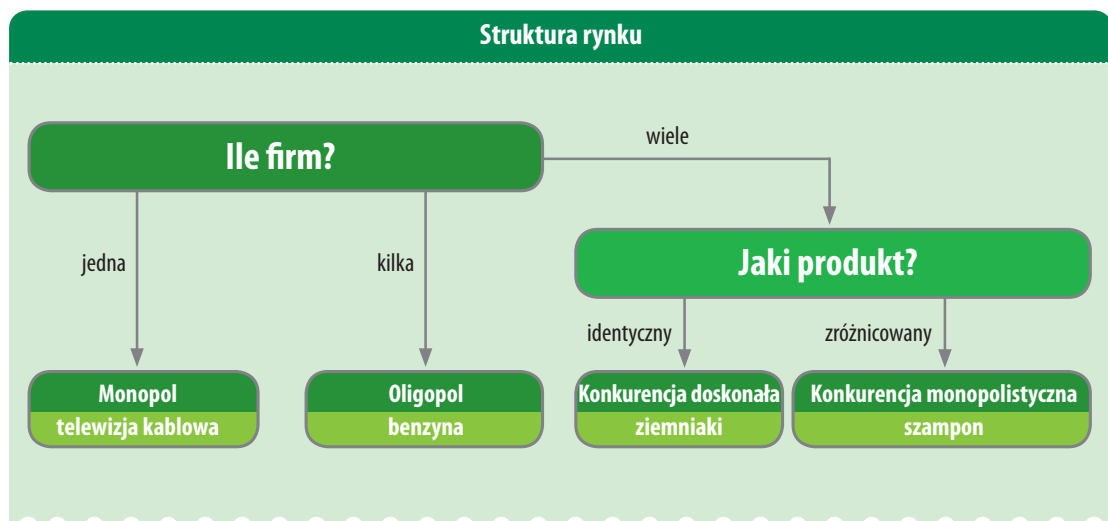 Struktura rynku
Ile firm?
wiele
jedna
kilka
Jaki produkt?
identyczny
zróżnicowany
Monopol
telewizja kablowa
Oligopol
benzyna
Konkurencja doskonała
ziemniaki
Konkurencja monopolistyczna
szampon